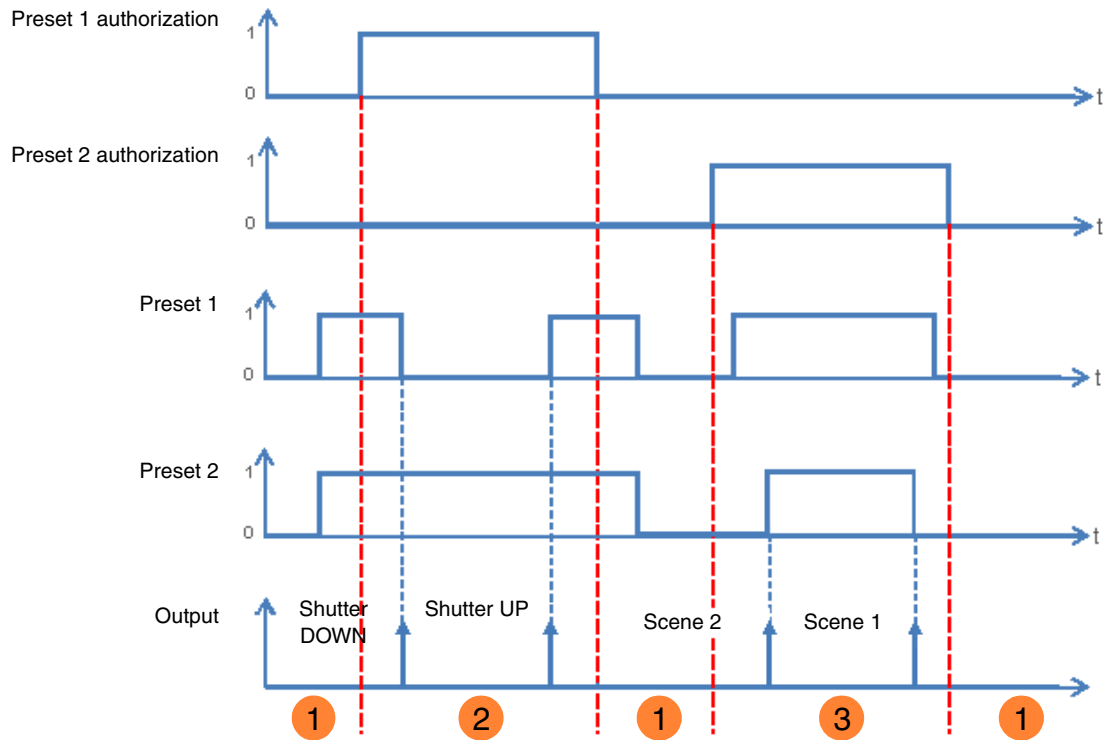 Preset 1 authorization
1
0
t
Preset 2 authorization
1
0
t
Preset 1
1
0
t
Preset 2
1
0
t
Output
Shutter
DOWN
Shutter UP
Scene 2
Scene 1
1
2
1
3
1